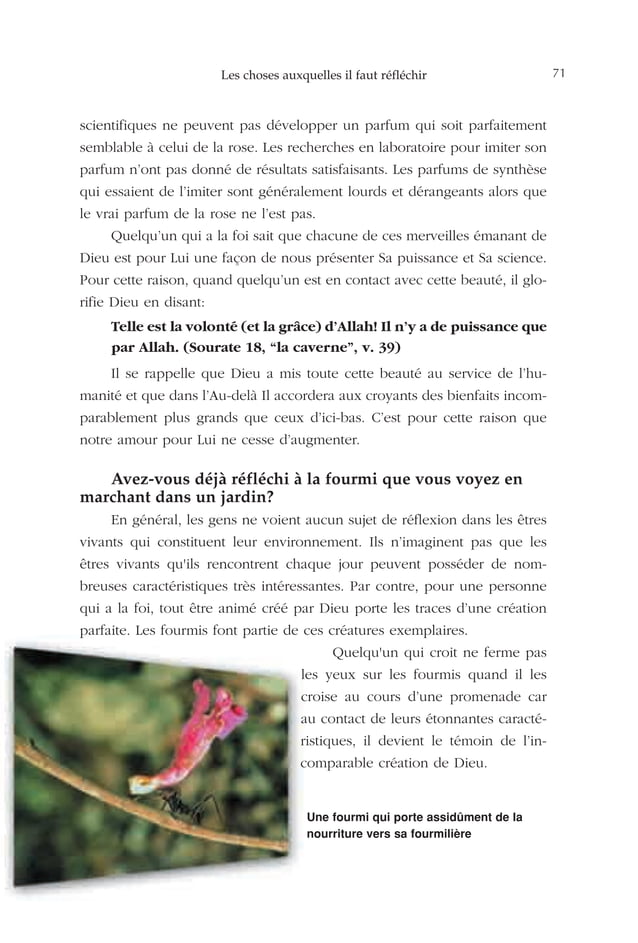 Les choses auxquelles il faut réfléchir 71
scientifiques ne peuvent pas développer un parfum qui soit parfaitement
semblable à celui de la rose. Les recherches en laboratoire pour imiter son
parfum n’ont pas donné de résultats satisfaisants. Les parfums de synthèse
qui essaient de l’imiter sont généralement lourds et dérangeants alors que
le vrai parfum de la rose ne l’est pas.
Quelqu’un qui a la foi sait que chacune de ces merveilles émanant de
Dieu est pour Lui une façon de nous présenter Sa puissance et Sa science.
Pour cette raison, quand quelqu’un est en contact avec cette beauté, il glo-
rifie Dieu en disant:
Telle est la volonté (et la grâce) d’Allah! Il n’y a de puissance que
par Allah. (Sourate 18, “la caverne”, v. 39)
Il se rappelle que Dieu a mis toute cette beauté au service de l’hu-
manité et que dans l’Au-delà Il accordera aux croyants des bienfaits incom-
parablement plus grands que ceux d’ici-bas. C’est pour cette raison que
notre amour pour Lui ne cesse d’augmenter.
Avez-vous déjà réfléchi à la fourmi que vous voyez en
marchant dans un jardin?
En général, les gens ne voient aucun sujet de réflexion dans les êtres
vivants qui constituent leur environnement. Ils n’imaginent pas que les
êtres vivants qu'ils rencontrent chaque jour peuvent posséder de nom-
breuses caractéristiques très intéressantes. Par contre, pour une personne
qui a la foi, tout être animé créé par Dieu porte les traces d’une création
parfaite. Les fourmis font partie de ces créatures exemplaires.
Quelqu'un qui croit ne ferme pas
les yeux sur les fourmis quand il les
croise au cours d’une promenade car
au contact de leurs étonnantes caracté-
ristiques, il devient le témoin de l’in-
comparable création de Dieu.
Une fourmi qui porte assidûment de la
nourriture vers sa fourmilière